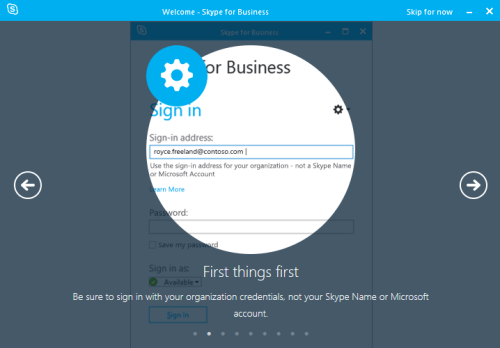 Welcome - Skype for Business
Skip for now
Skype for Business
for Business
Sign in
Sign-in address:
royce.freeland@contoso.com
Use the sign-in address for your organization - not a Skype Name
or Microsoft Account
Learn More
Password:
Save my password
Sign in as:
Available
Sign In
First things first
Be sure to sign in with your organization credentials, not your Skype Name or Microsoft
account.